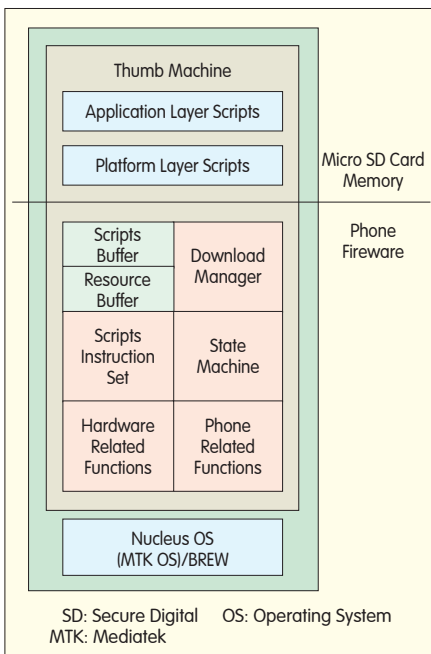 Thumb Machine
Application Layer Scripts
Platform Layer Scripts
Micro SD Card
Memory
Phone
Fireware
Scripts
Buffer
Download
Manager
Resource
Buffer
Scripts
Instruction
Set
State
Machine
Hardware
Related
Functions
Phone
Related
Functions
Nucleus OS
(MTK OS)/BREW
SD: Secure Digital OS: Operating System
MTK: Mediatek